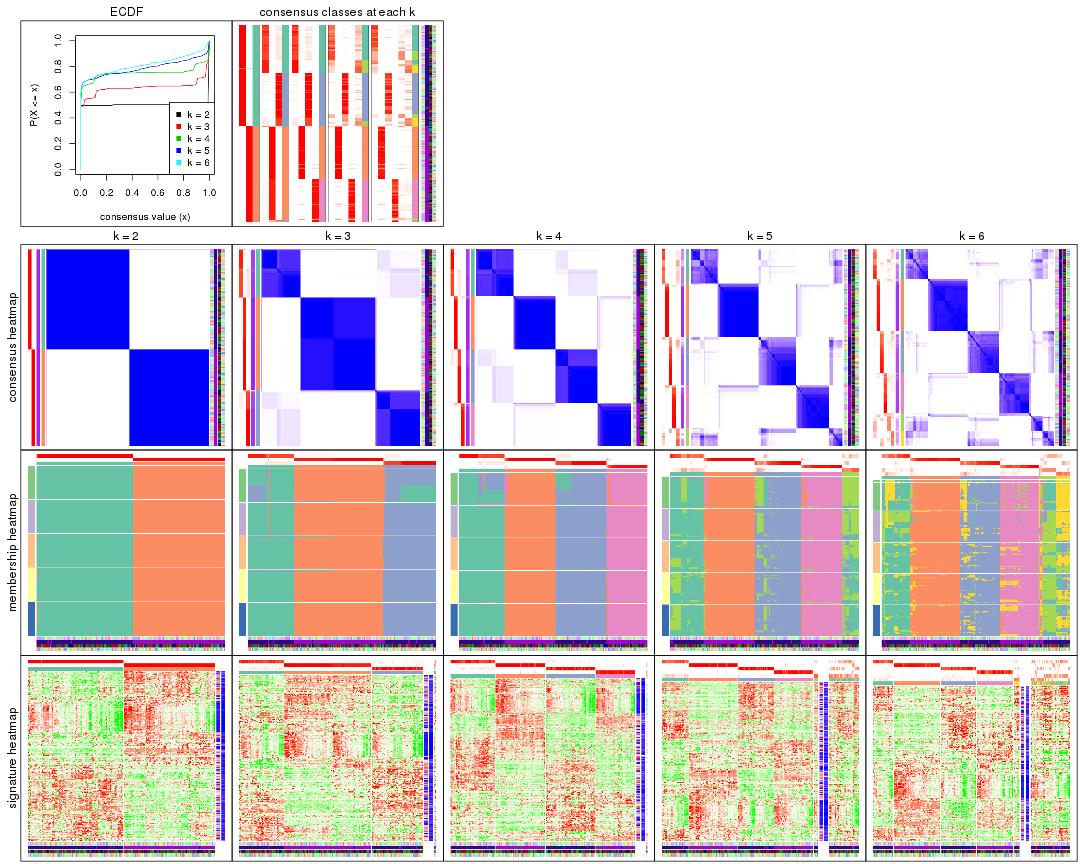 ECDF
consensus classes at each k
P(X <= x)
1.0
0.8
0.6
0.4
0.2
0.0
k = 2
k = 3
k = 4
k = 5
k = 6
0.0 0.2 0.4 0.6 0.8 1.0
consensus value (x)
k = 2
k = 3
k = 4
k = 5
k = 6
consensus heatmap
membership heatmap
signature heatmap